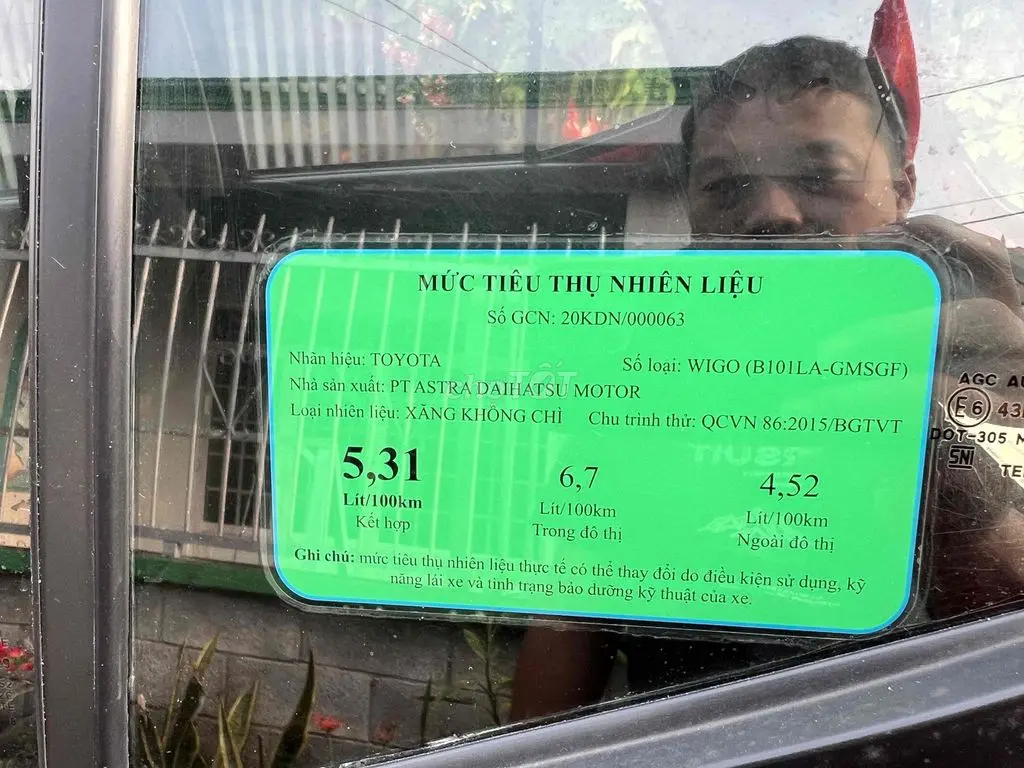 MỨC TIÊU THỤ NHIÊN LIỆU
Số GCN: 20KDN/000063
Nhãn hiệu: TOYOTA Số loại: WIGO (B101LA-GMSGF)
Nhà sản xuất: PT ASTRA DAIHATSU MOTOR
Loại nhiên liệu: XĂNG KHÔNG CHÌ Chu trình thử: QCVN 86:2015/BGTVT
5,31 6,7 4,52
Lít/100km Lít/100km Lít/100km
Kết hợp Trong đô thị Ngoài đô thị
Ghi chú: mức tiêu thụ nhiên liệu thực tế có thể thay đổi do điều kiện sử dụng, kỹ
năng lái xe và tình trạng bảo dưỡng kỹ thuật của xe.
AGC
E6 43
DOT-305
SNI